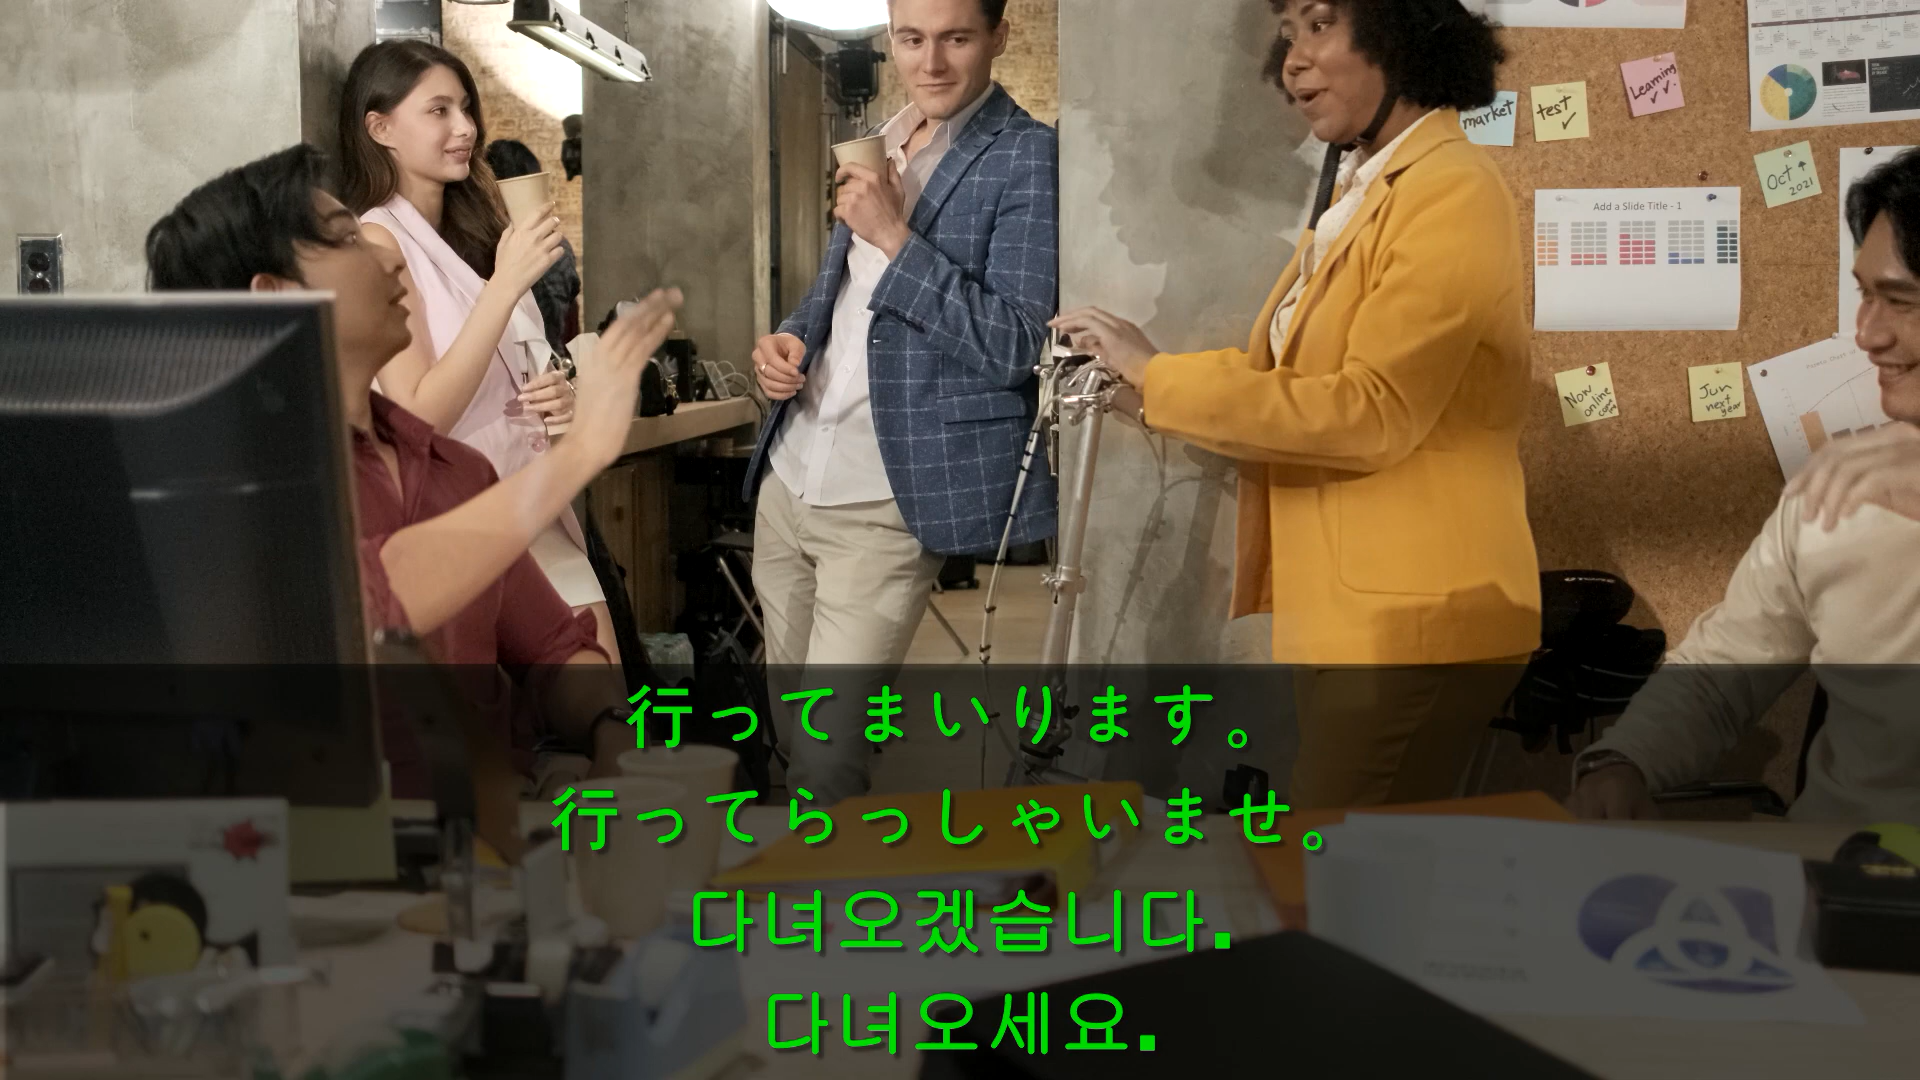 market
test
Learning
Oct
2021
Add a Slide Title - 1
Now
online
Jun
next
year
行ってまいります。
行ってらっしゃいませ。
다녀오겠습니다.
다녀오세요.